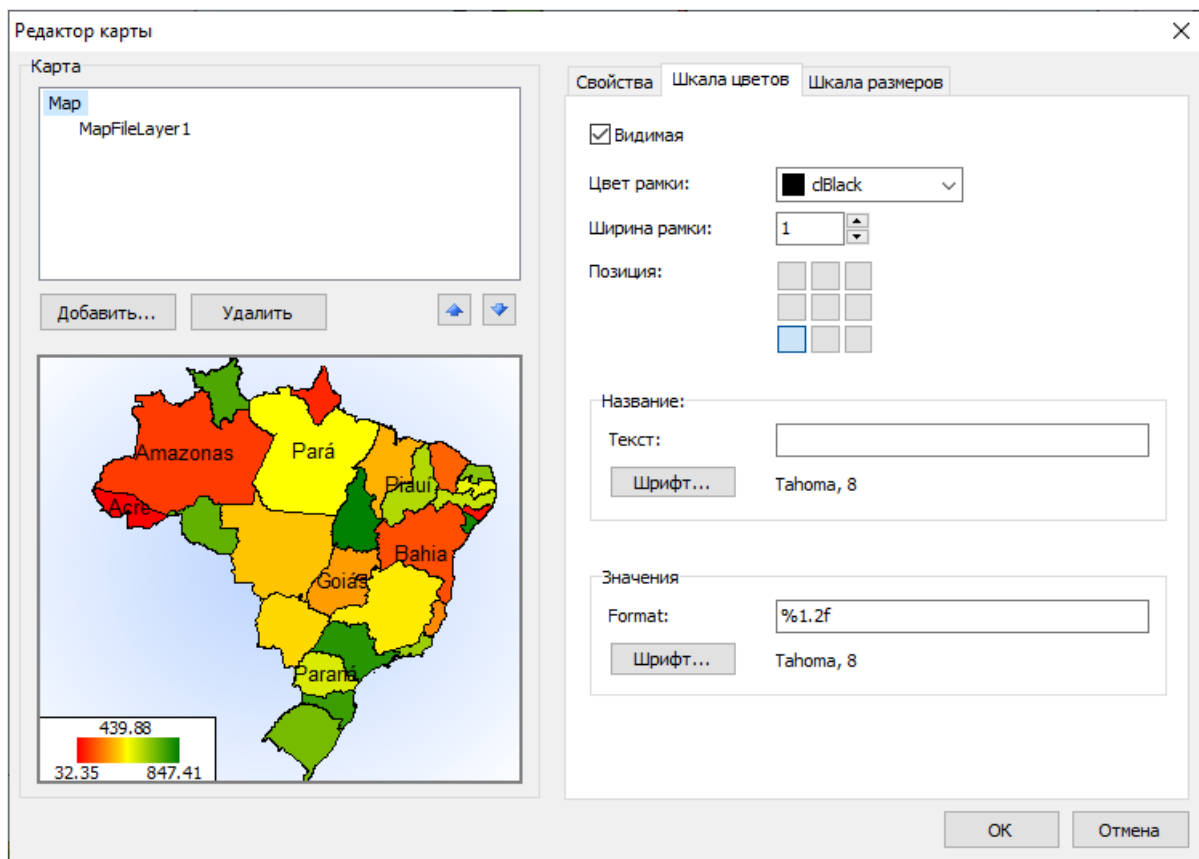 Редактор карты
Карта
Map
MapFileLayer1
Добавить...
Удалить
Amazonas
Pará
Piauí
Acre
Bahia
Goiás
Paraná
439.88
32.35
847.41
Свойства
Шкала цветов
Шкала размеров
Видимая
Цвет рамки:
clBlack
Ширина рамки:
1
Позиция:
Название:
Текст:
Шрифт...
Tahoma, 8
Значения
Format:
%1.2f
Шрифт...
Tahoma, 8
OK
Отмена